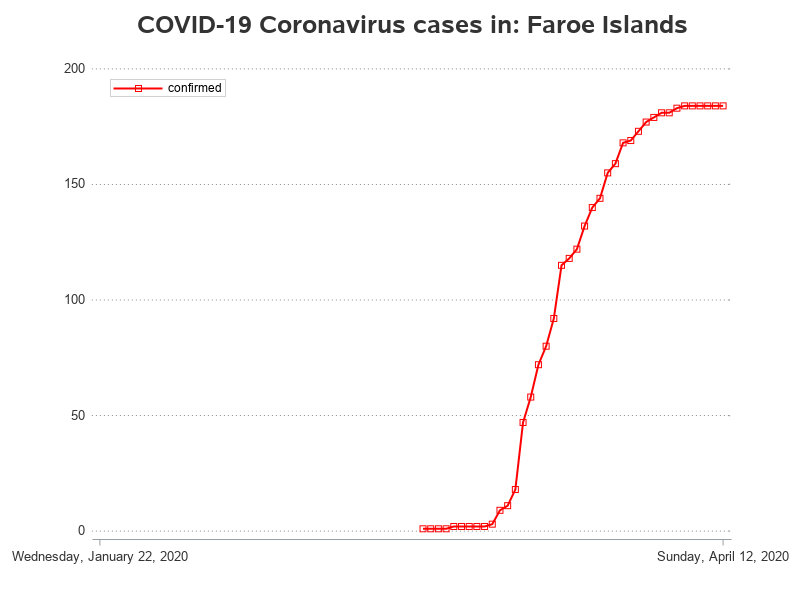 COVID-19 Coronavirus cases in: Faroe Islands
200
confirmed
150
100
50
0
Wednesday, January 22, 2020
Sunday, April 12, 2020